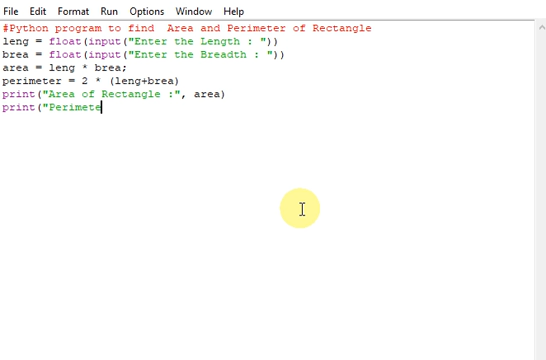 File Edit Format Run Options Window Help
#Python program to find  Area and Perimeter of Rectangle
leng = float(input("Enter the Length : "))
brea = float(input("Enter the Breadth : "))
area = leng * brea;
perimeter = 2 * (leng+brea)
print("Area of Rectangle :", area)
print("Perimete